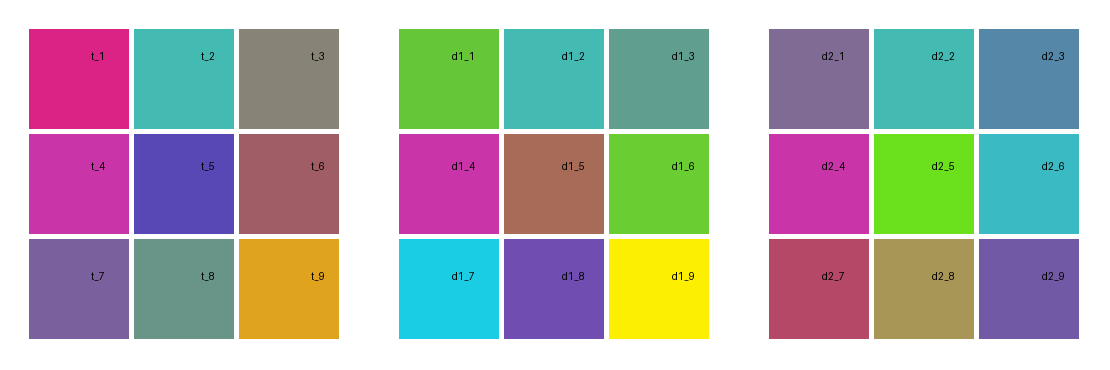 t_1 t_2 t_3 d1_1 d1_2 d1_3 d2_1 d2_2 d2_3
t_4 t_5 t_6 d1_4 d1_5 d1_6 d2_4 d2_5 d2_6
t_7 t_8 t_9 d1_7 d1_8 d1_9 d2_7 d2_8 d2_9